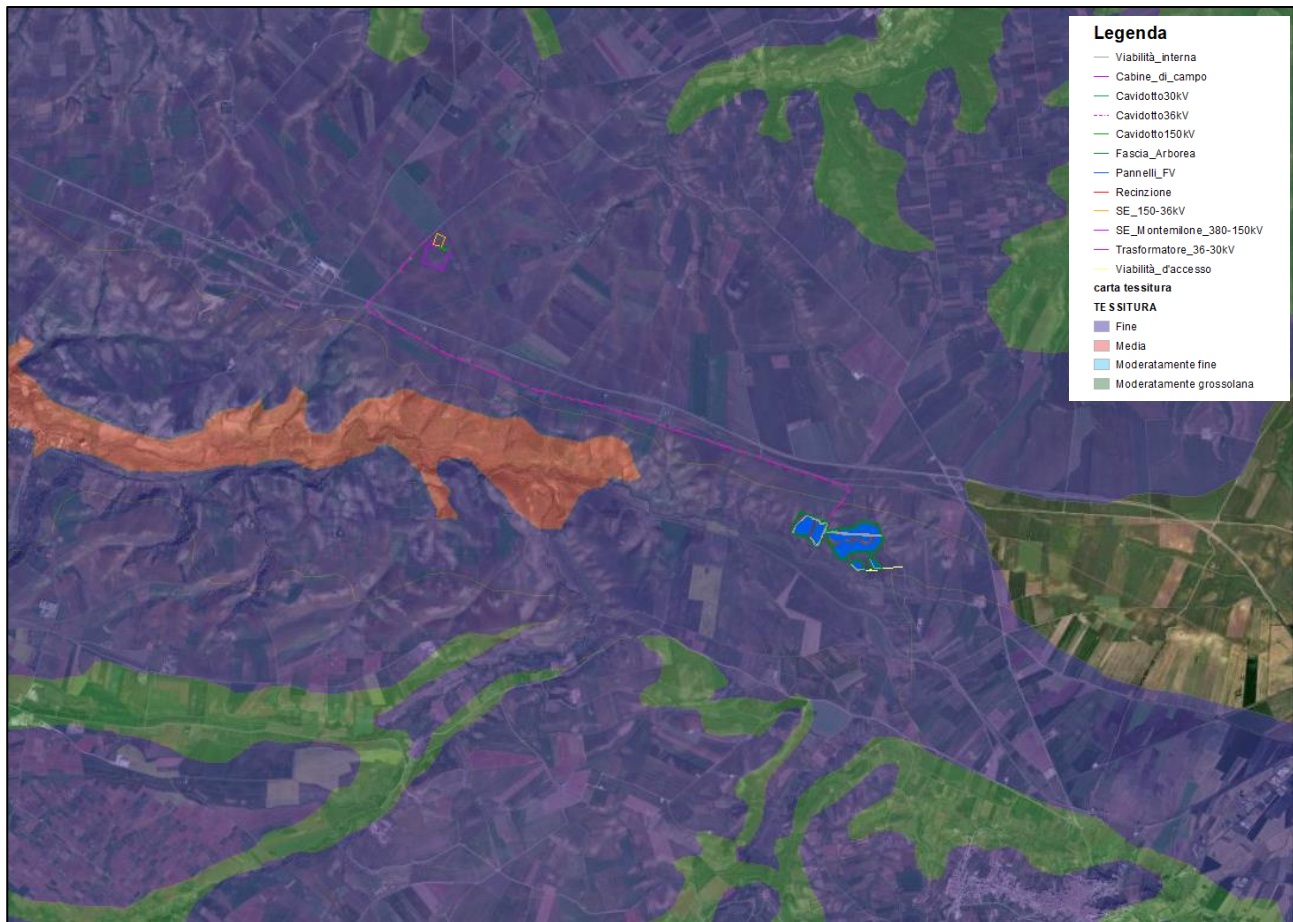 Legenda
Viabilità_interna
Cabine_di_campo
Cavidotto30kV
Cavidotto36kV
Cavidotto150kV
Fascia_Arborea
Pannelli_FV
Recinzione
SE_150-36kV
SE_Montemilone_380-150kV
Trasformatore_36-30kV
Viabilità_d'accesso
carta tessitura
TESSITURA
Fine
Media
Moderatamente fine
Moderatamente grossolana